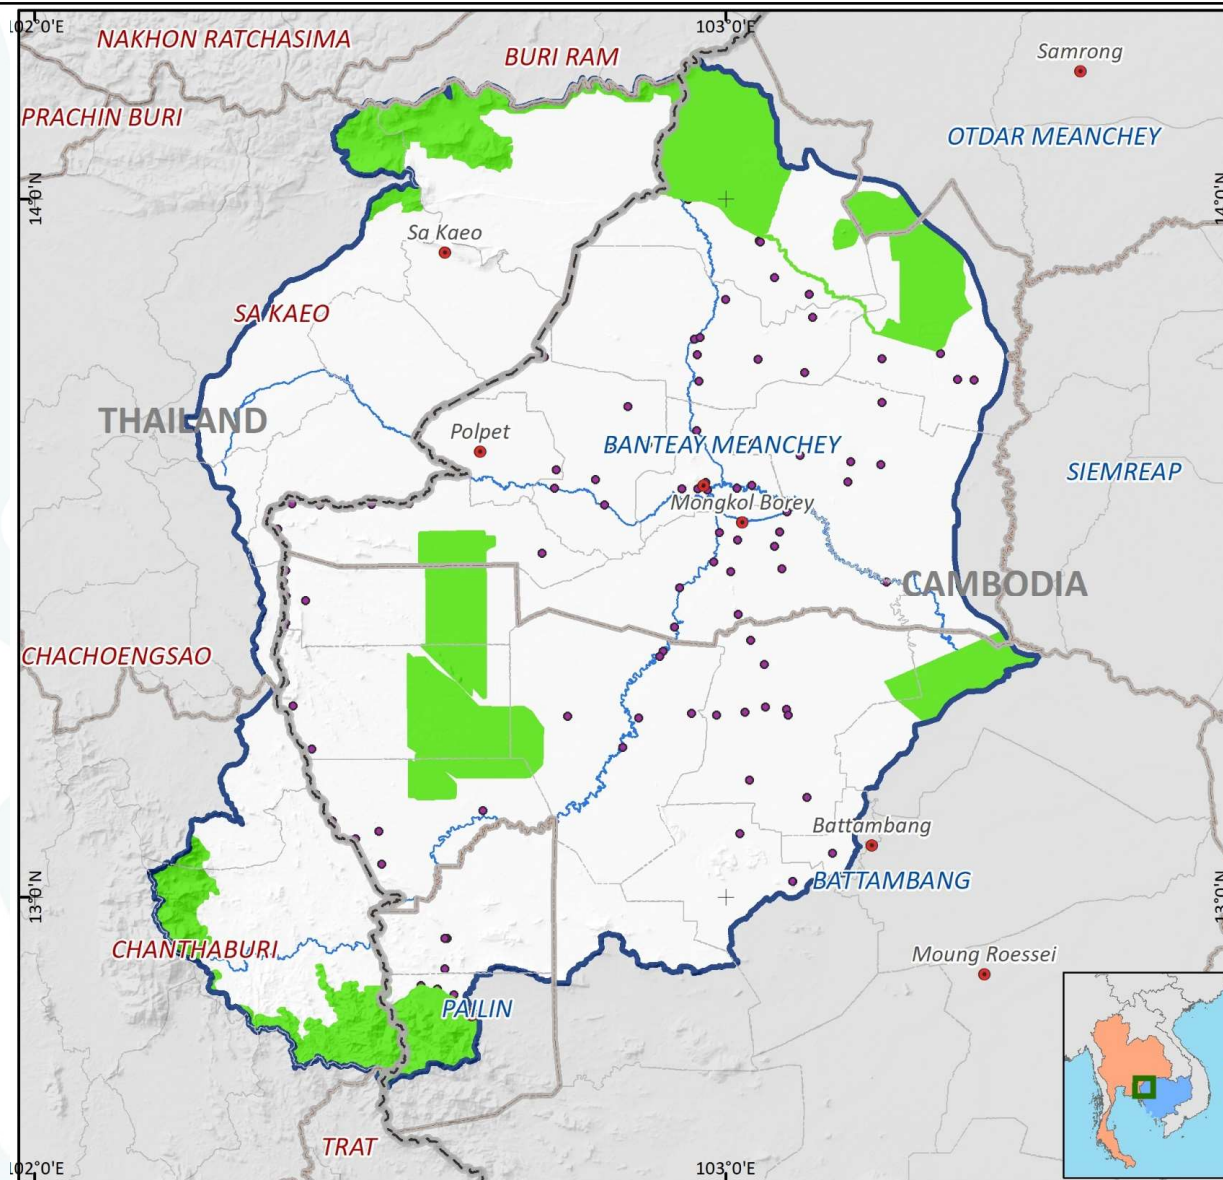 102°0'E
103°0'E
NAKHON RATCHASIMA
BURI RAM
Samrong
PRACHIN BURI
OTDAR MEANCHEY
14°0'N
14°0'N
Sa Kaeo
SA KAEO
THAILAND
Polpet
BANTEAY MEANCHEY
SIEMREAP
Mongkol Borey
CAMBODIA
CHACHOENGSAO
Battambang
BATTAMBANG
13°0'N
13°0'N
CHANTHABURI
Moung Roessei
PAILIN
TRAT
102°0'E
103°0'E